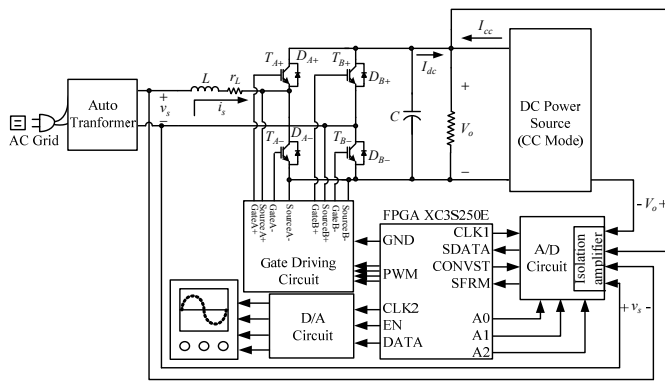 AC Grid
Auto
Tranformer
+
v_s
−
L
r_L
i_s
T_A+
D_A+
T_B+
D_B+
T_A−
D_A−
T_B−
D_B−
C
I_dc
I_cc
+
V_o
−
DC Power
Source
(CC Mode)
GateA+
SourceA+
GateA-
SourceA-
GateB+
SourceB+
GateB-
SourceB-
Gate Driving
Circuit
FPGA XC3S250E
GND
PWM
CLK2
EN
DATA
CLK1
SDATA
CONVST
SFRM
A0
A1
A2
A/D
Circuit
Isolation
amplifier
- V_o +
+ v_s -
D/A
Circuit